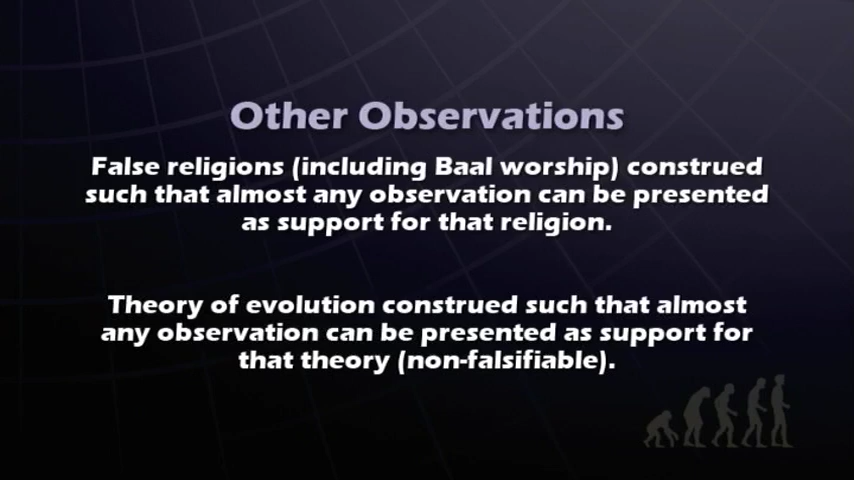 Other Observations
False religions (including Baal worship) construed
such that almost any observation can be presented
as support for that religion.
Theory of evolution construed such that almost
any observation can be presented as support for
that theory (non-falsifiable).